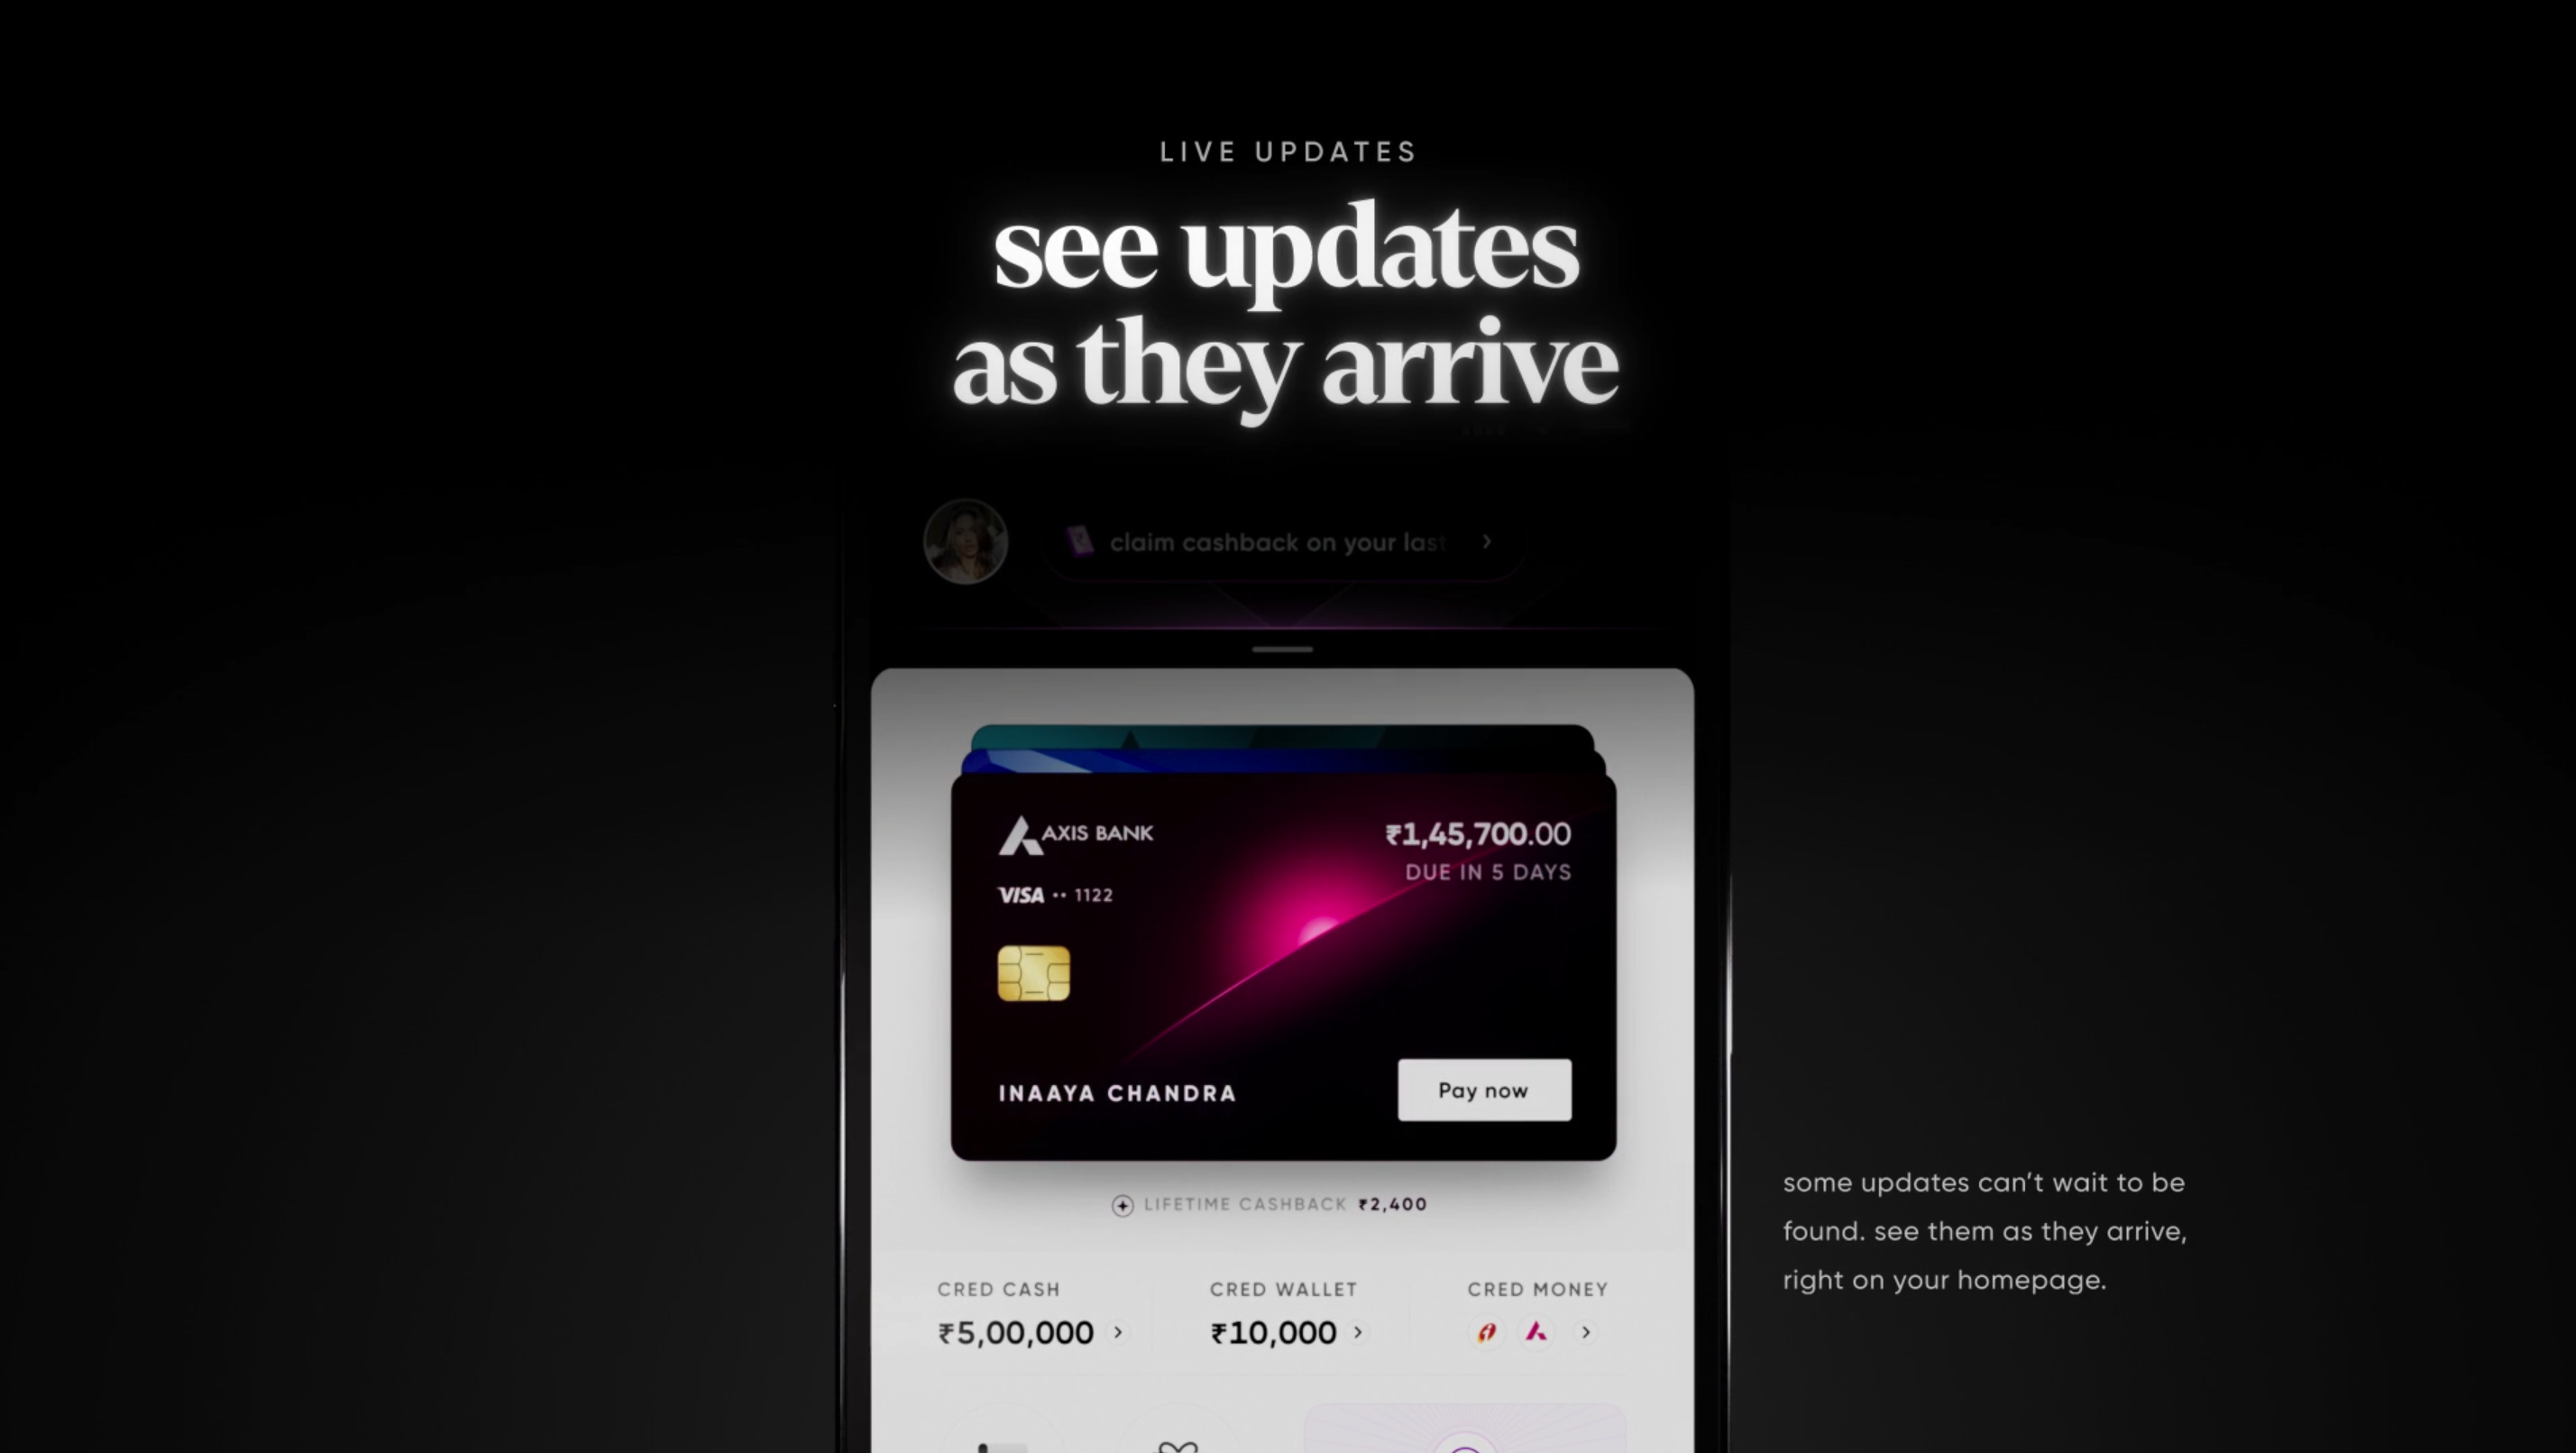 LIVE UPDATES
see updates
as they arrive
claim cashback on your last
AXIS BANK
₹1,45,700.00
DUE IN 5 DAYS
VISA •• 1122
INAAYA CHANDRA
Pay now
LIFETIME CASHBACK ₹2,400
CRED CASH
₹5,00,000
CRED WALLET
₹10,000
CRED MONEY
some updates can’t wait to be
found. see them as they arrive,
right on your homepage.